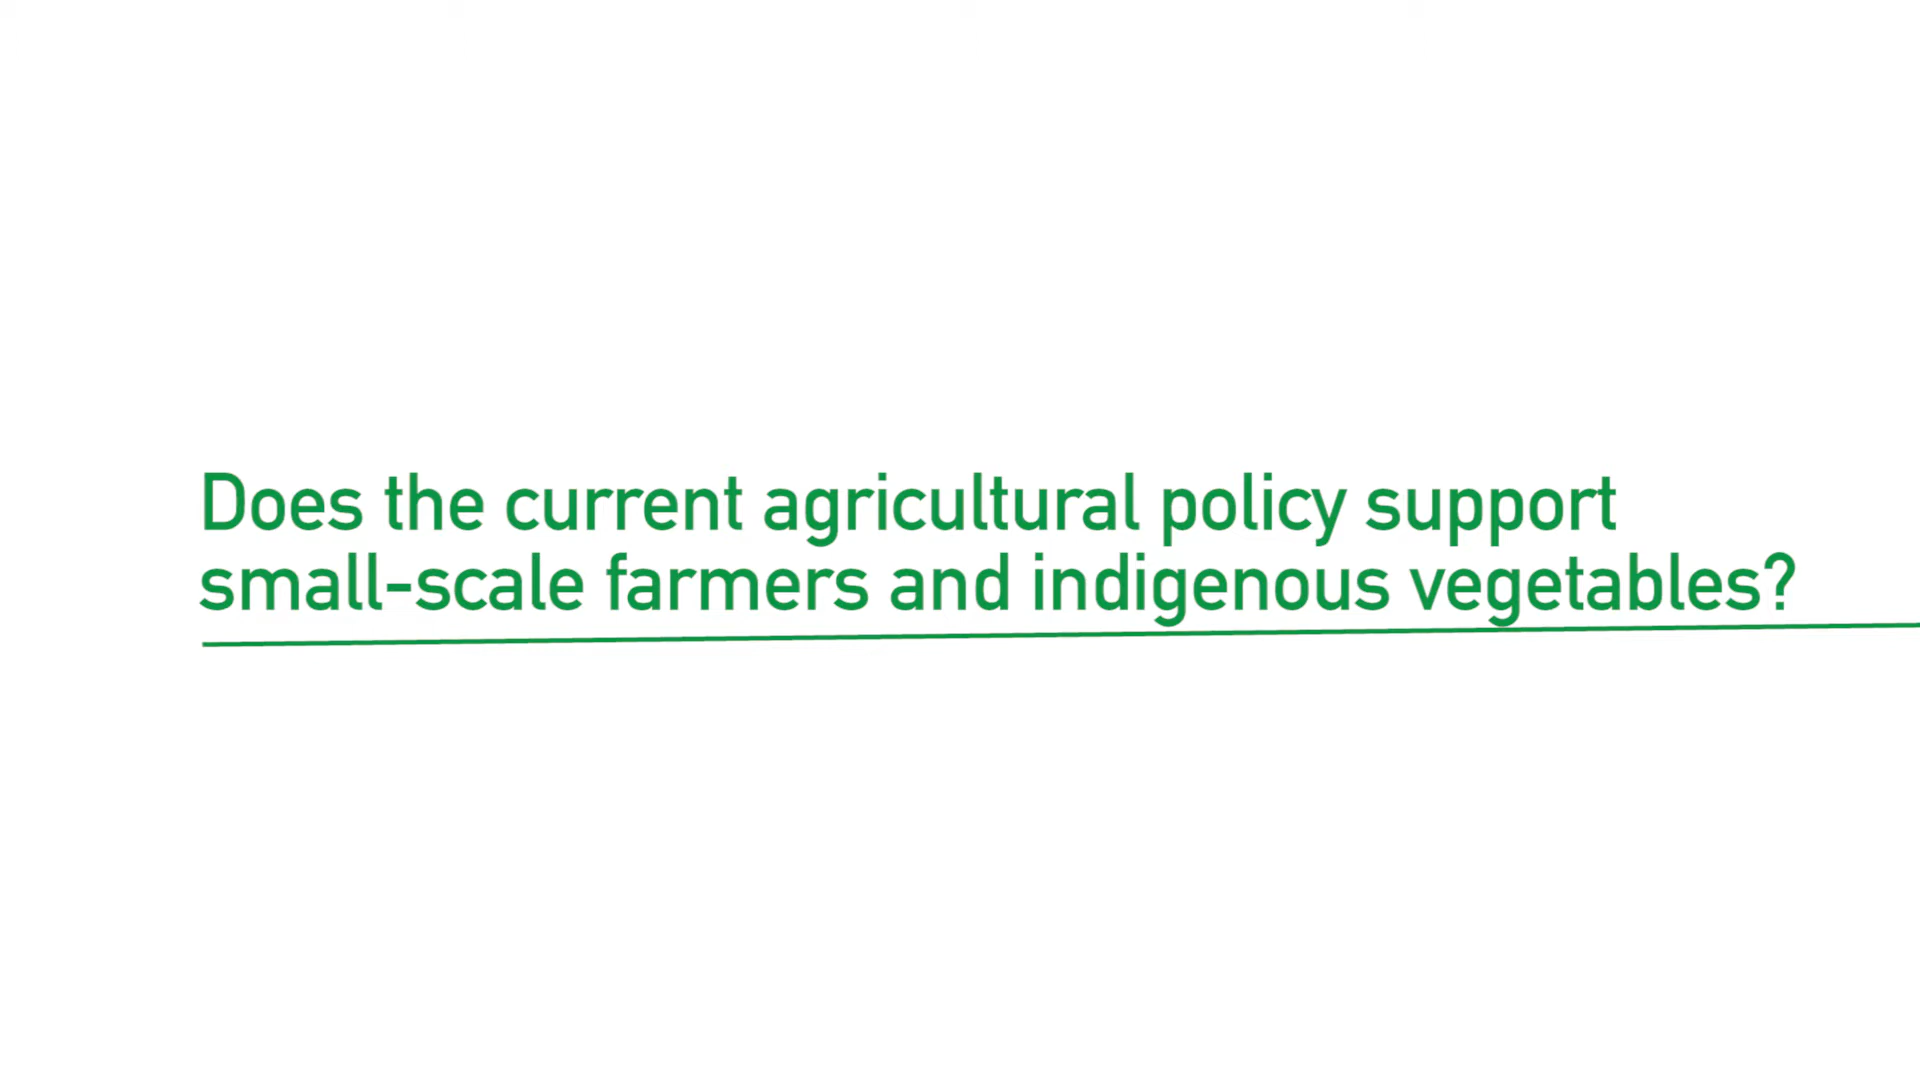 Does the current agricultural policy support
small-scale farmers and indigenous vegetables?